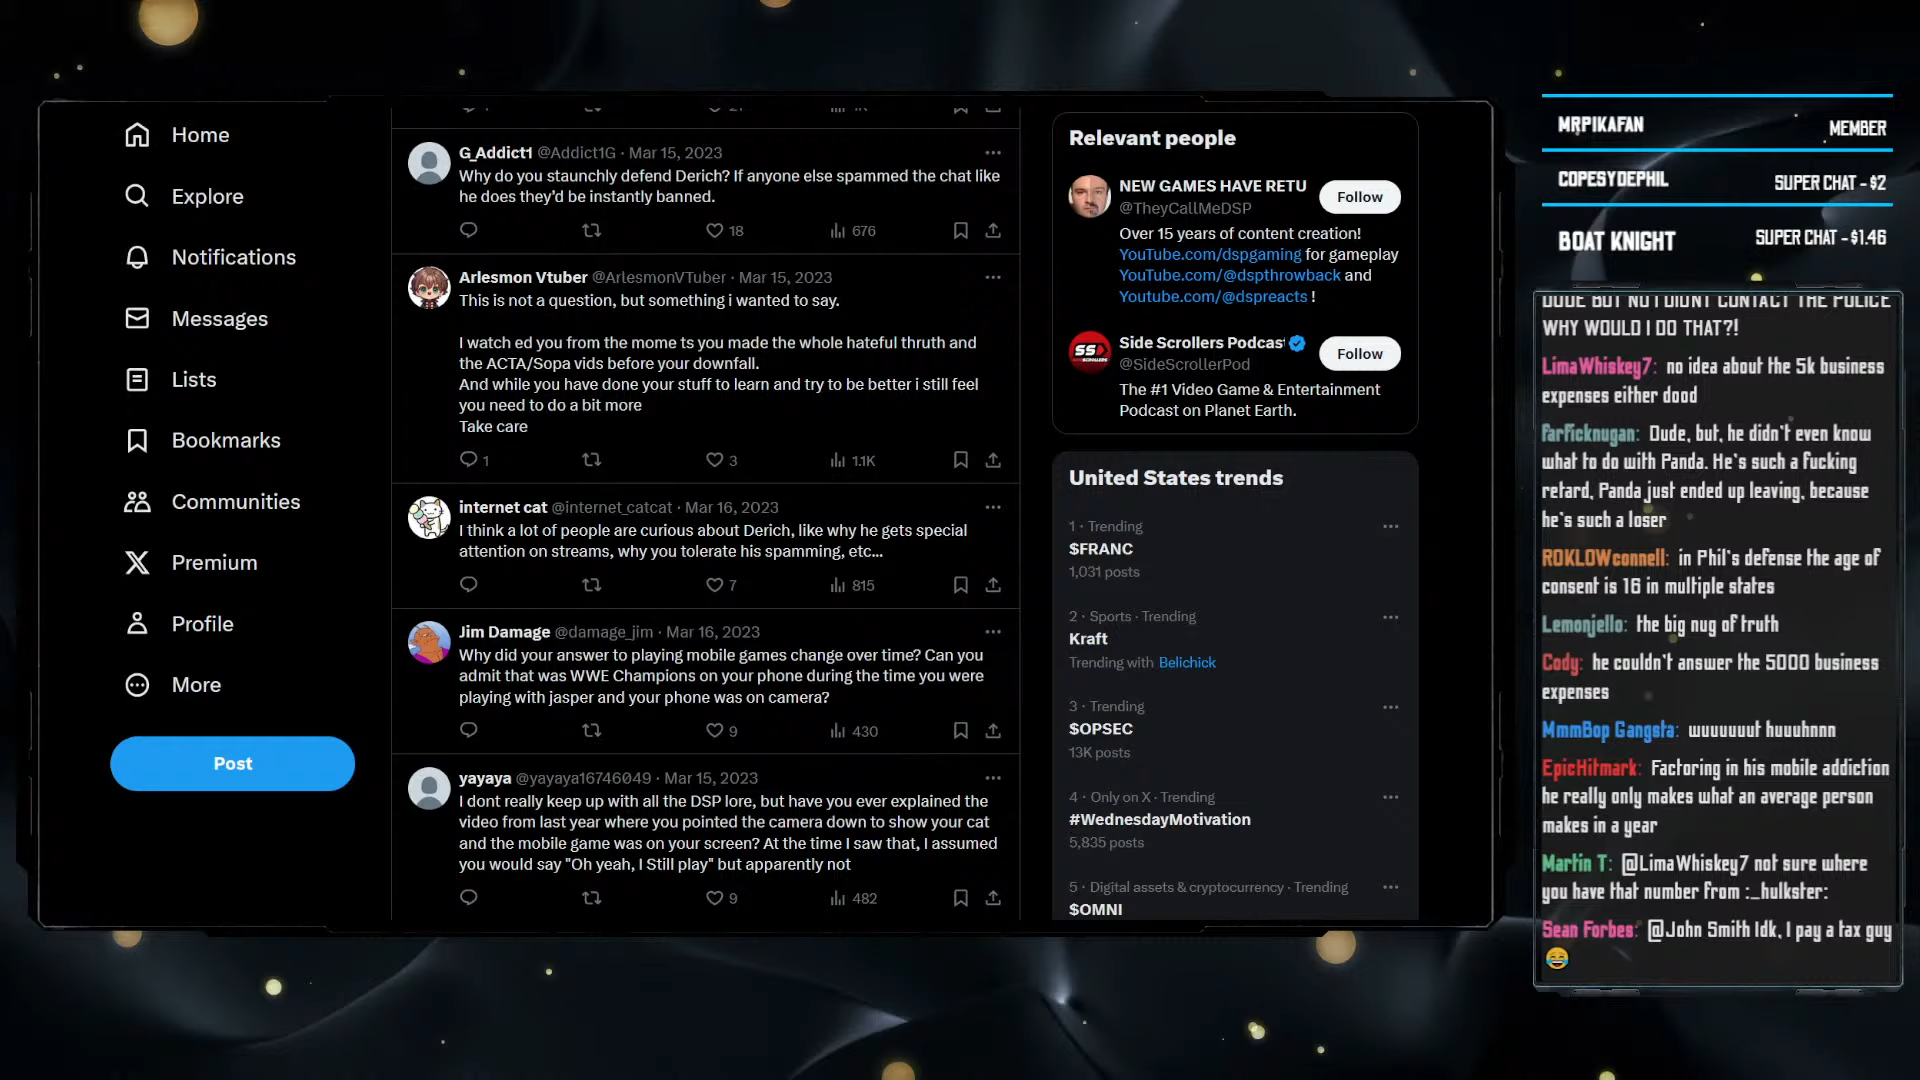 Home
Explore
Notifications
Messages
Lists
Bookmarks
Communities
Premium
Profile
More
Post
G_Addict1 @Addict1G · Mar 15, 2023
Why do you staunchly defend Derich? If anyone else spammed the chat like
he does they'd be instantly banned.
18
676
Arlesmon Vtuber @ArlesmonVTuber · Mar 15, 2023
This is not a question, but something i wanted to say.
I watch ed you from the mome ts you made the whole hateful thruth and
the ACTA/Sopa vids before your downfall.
And while you have done your stuff to learn and try to be better i still feel
you need to do a bit more
Take care
1
3
1.1K
internet cat @internet_catcat · Mar 16, 2023
I think a lot of people are curious about Derich, like why he gets special
attention on streams, why you tolerate his spamming, etc...
7
815
Jim Damage @damage_jim · Mar 16, 2023
Why did your answer to playing mobile games change over time? Can you
admit that was WWE Champions on your phone during the time you were
playing with jasper and your phone was on camera?
9
430
yayaya @yayaya16746049 · Mar 15, 2023
I dont really keep up with all the DSP lore, but have you ever explained the
video from last year where you pointed the camera down to show your cat
and the mobile game was on your screen? At the time I saw that, I assumed
you would say "Oh yeah, I Still play" but apparently not
9
482
Relevant people
NEW GAMES HAVE RETU
@TheyCallMeDSP
Follow
Over 15 years of content creation!
YouTube.com/dspgaming for gameplay
YouTube.com/@dspthrowback and
Youtube.com/@dspreacts !
Side Scrollers Podcast
@SideScrollerPod
Follow
The #1 Video Game & Entertainment
Podcast on Planet Earth.
United States trends
1 · Trending
$FRANC
1,031 posts
2 · Sports · Trending
Kraft
Trending with Belichick
3 · Trending
$OPSEC
13K posts
4 · Only on X · Trending
#WednesdayMotivation
5,835 posts
5 · Digital assets & cryptocurrency · Trending
$OMNI
MRPIKAFAN MEMBER
COPESYDEPHIL SUPER CHAT - $2
BOAT KNIGHT SUPER CHAT - $1.46
DUDE BUT NO I DIDNT CONTACT THE POLICE
WHY WOULD I DO THAT?!
LimaWhiskey7: no idea about the 5k business
expenses either dood
farficknugan: Dude, but, he didn't even know
what to do with Panda. He's such a fucking
retard, Panda just ended up leaving, because
he's such a loser
ROKLOWconnell: in Phil's defense the age of
consent is 16 in multiple states
Lemonjello: the big nug of truth
Cody: he couldn't answer the 5000 business
expenses
MmmBop Gangsta: wuuuuuut huuuhnnn
EpicHitmark: Factoring in his mobile addiction
he really only makes what an average person
makes in a year
Martin T: @LimaWhiskey7 not sure where
you have that number from :_hulkster:
Sean Forbes: @John Smith Idk, I pay a tax guy
😂